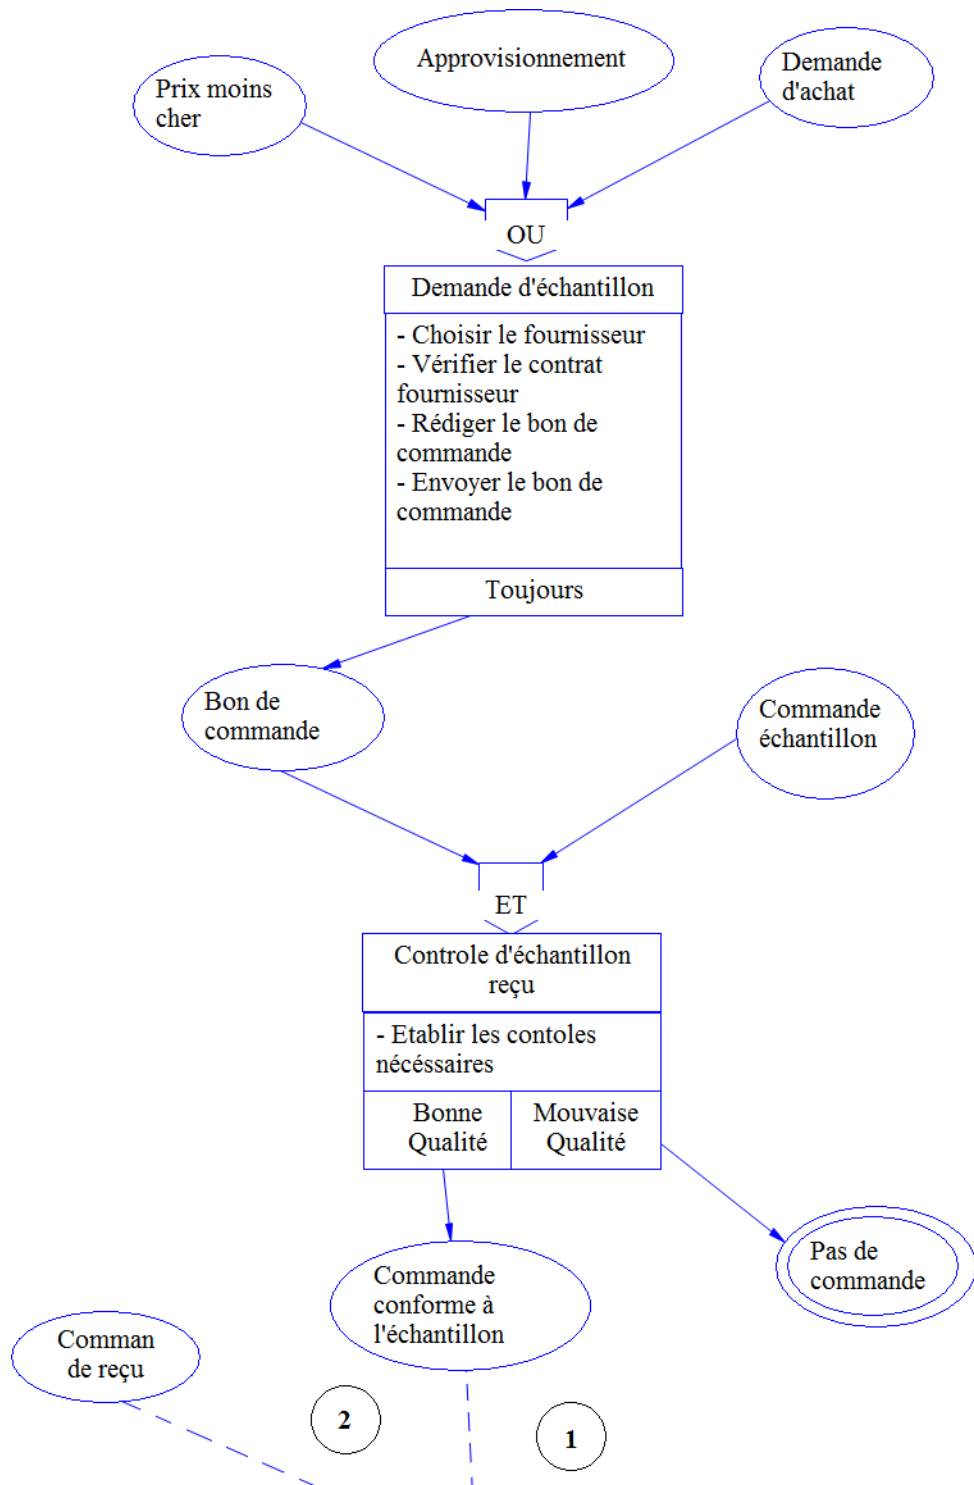 Approvisionnement
Prix moins
cher
Demande
d'achat
OU
Demande d'échantillon
- Choisir le fournisseur
- Vérifier le contrat
fournisseur
- Rédiger le bon de
commande
- Envoyer le bon de
commande
Toujours
Bon de
commande
Commande
échantillon
ET
Controle d'échantillon
reçu
- Etablir les contoles
nécéssaires
Bonne
Qualité
Mouvaise
Qualité
Pas de
commande
Commande
conforme à
l'échantillon
Comman
de reçu
2
1